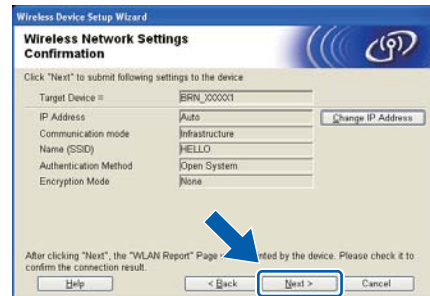 Wireless Device Setup Wizard
Wireless Network Settings
Confirmation
Click "Next" to submit following settings to the device
Target Device = BRN_XXXXX1
IP Address Auto Change IP Address
Communication mode Infrastructure
Name (SSID) HELLO
Authentication Method Open System
Encryption Mode None
After clicking "Next", the "WLAN Report" Page by the device. Please check it to
confirm the connection result.
Help < Back Next > Cancel